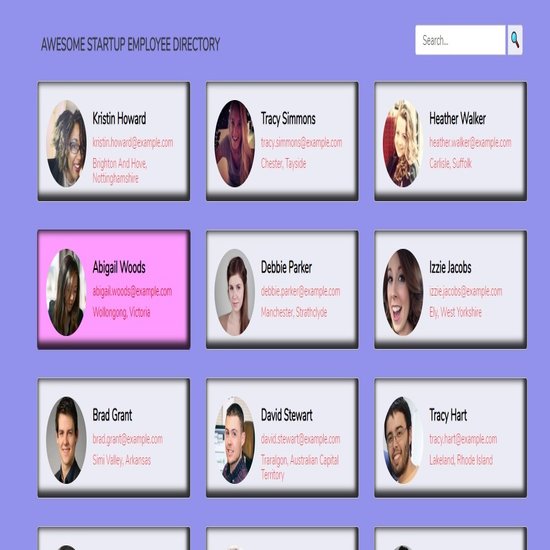 AWESOME STARTUP EMPLOYEE DIRECTORY
Search...
Kristin Howard
kristin.howard@example.com
Brighton And Hove,
Nottinghamshire
Tracy Simmons
tracy.simmons@example.com
Chester, Tayside
Heather Walker
heather.walker@example.com
Carlisle, Suffolk
Abigail Woods
abigail.woods@example.com
Wollongong, Victoria
Debbie Parker
debbie.parker@example.com
Manchester, Strathclyde
Izzie Jacobs
izzie.jacobs@example.com
Ely, West Yorkshire
Brad Grant
brad.grant@example.com
Simi Valley, Arkansas
David Stewart
david.stewart@example.com
Traralgon, Australian Capital
Territory
Tracy Hart
tracy.hart@example.com
Lakeland, Rhode Island